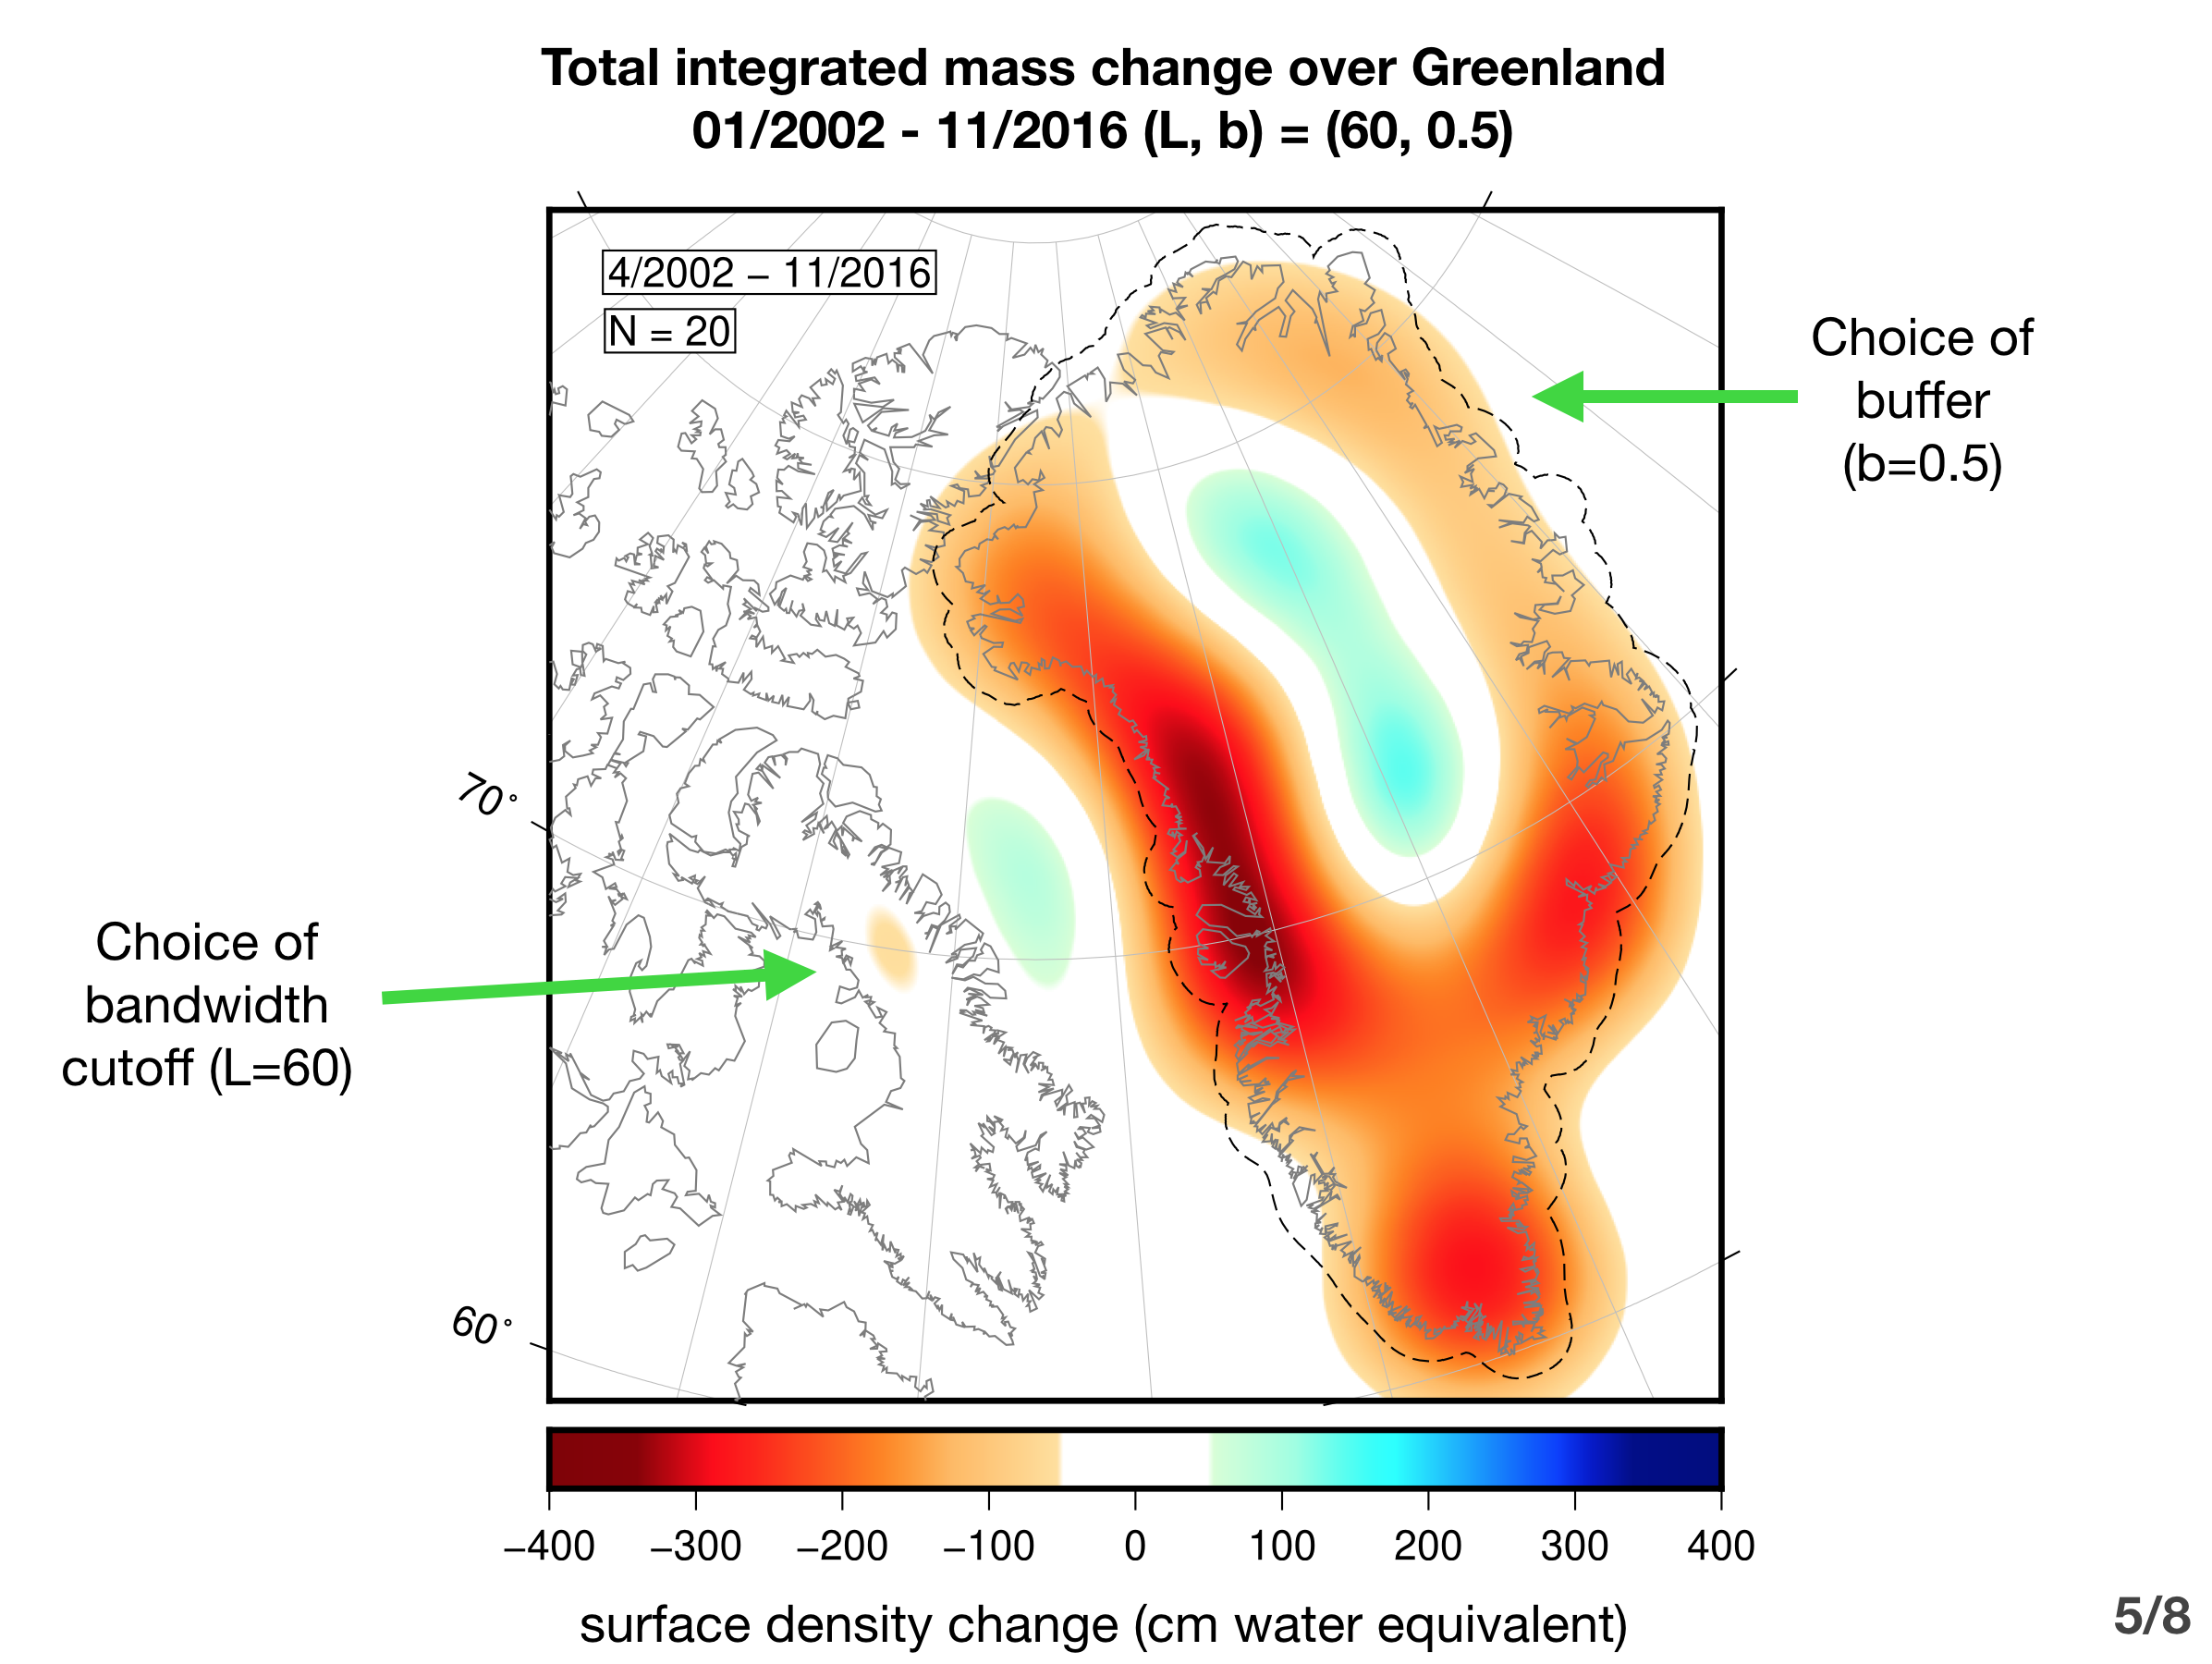 Total integrated mass change over Greenland
01/2002 - 11/2016 (L, b) = (60, 0.5)
4/2002 – 11/2016
N = 20
Choice of
buffer
(b=0.5)
70°
Choice of
bandwidth
cutoff (L=60)
60°
−400 −300 −200 −100 0 100 200 300 400
surface density change (cm water equivalent)
5/8